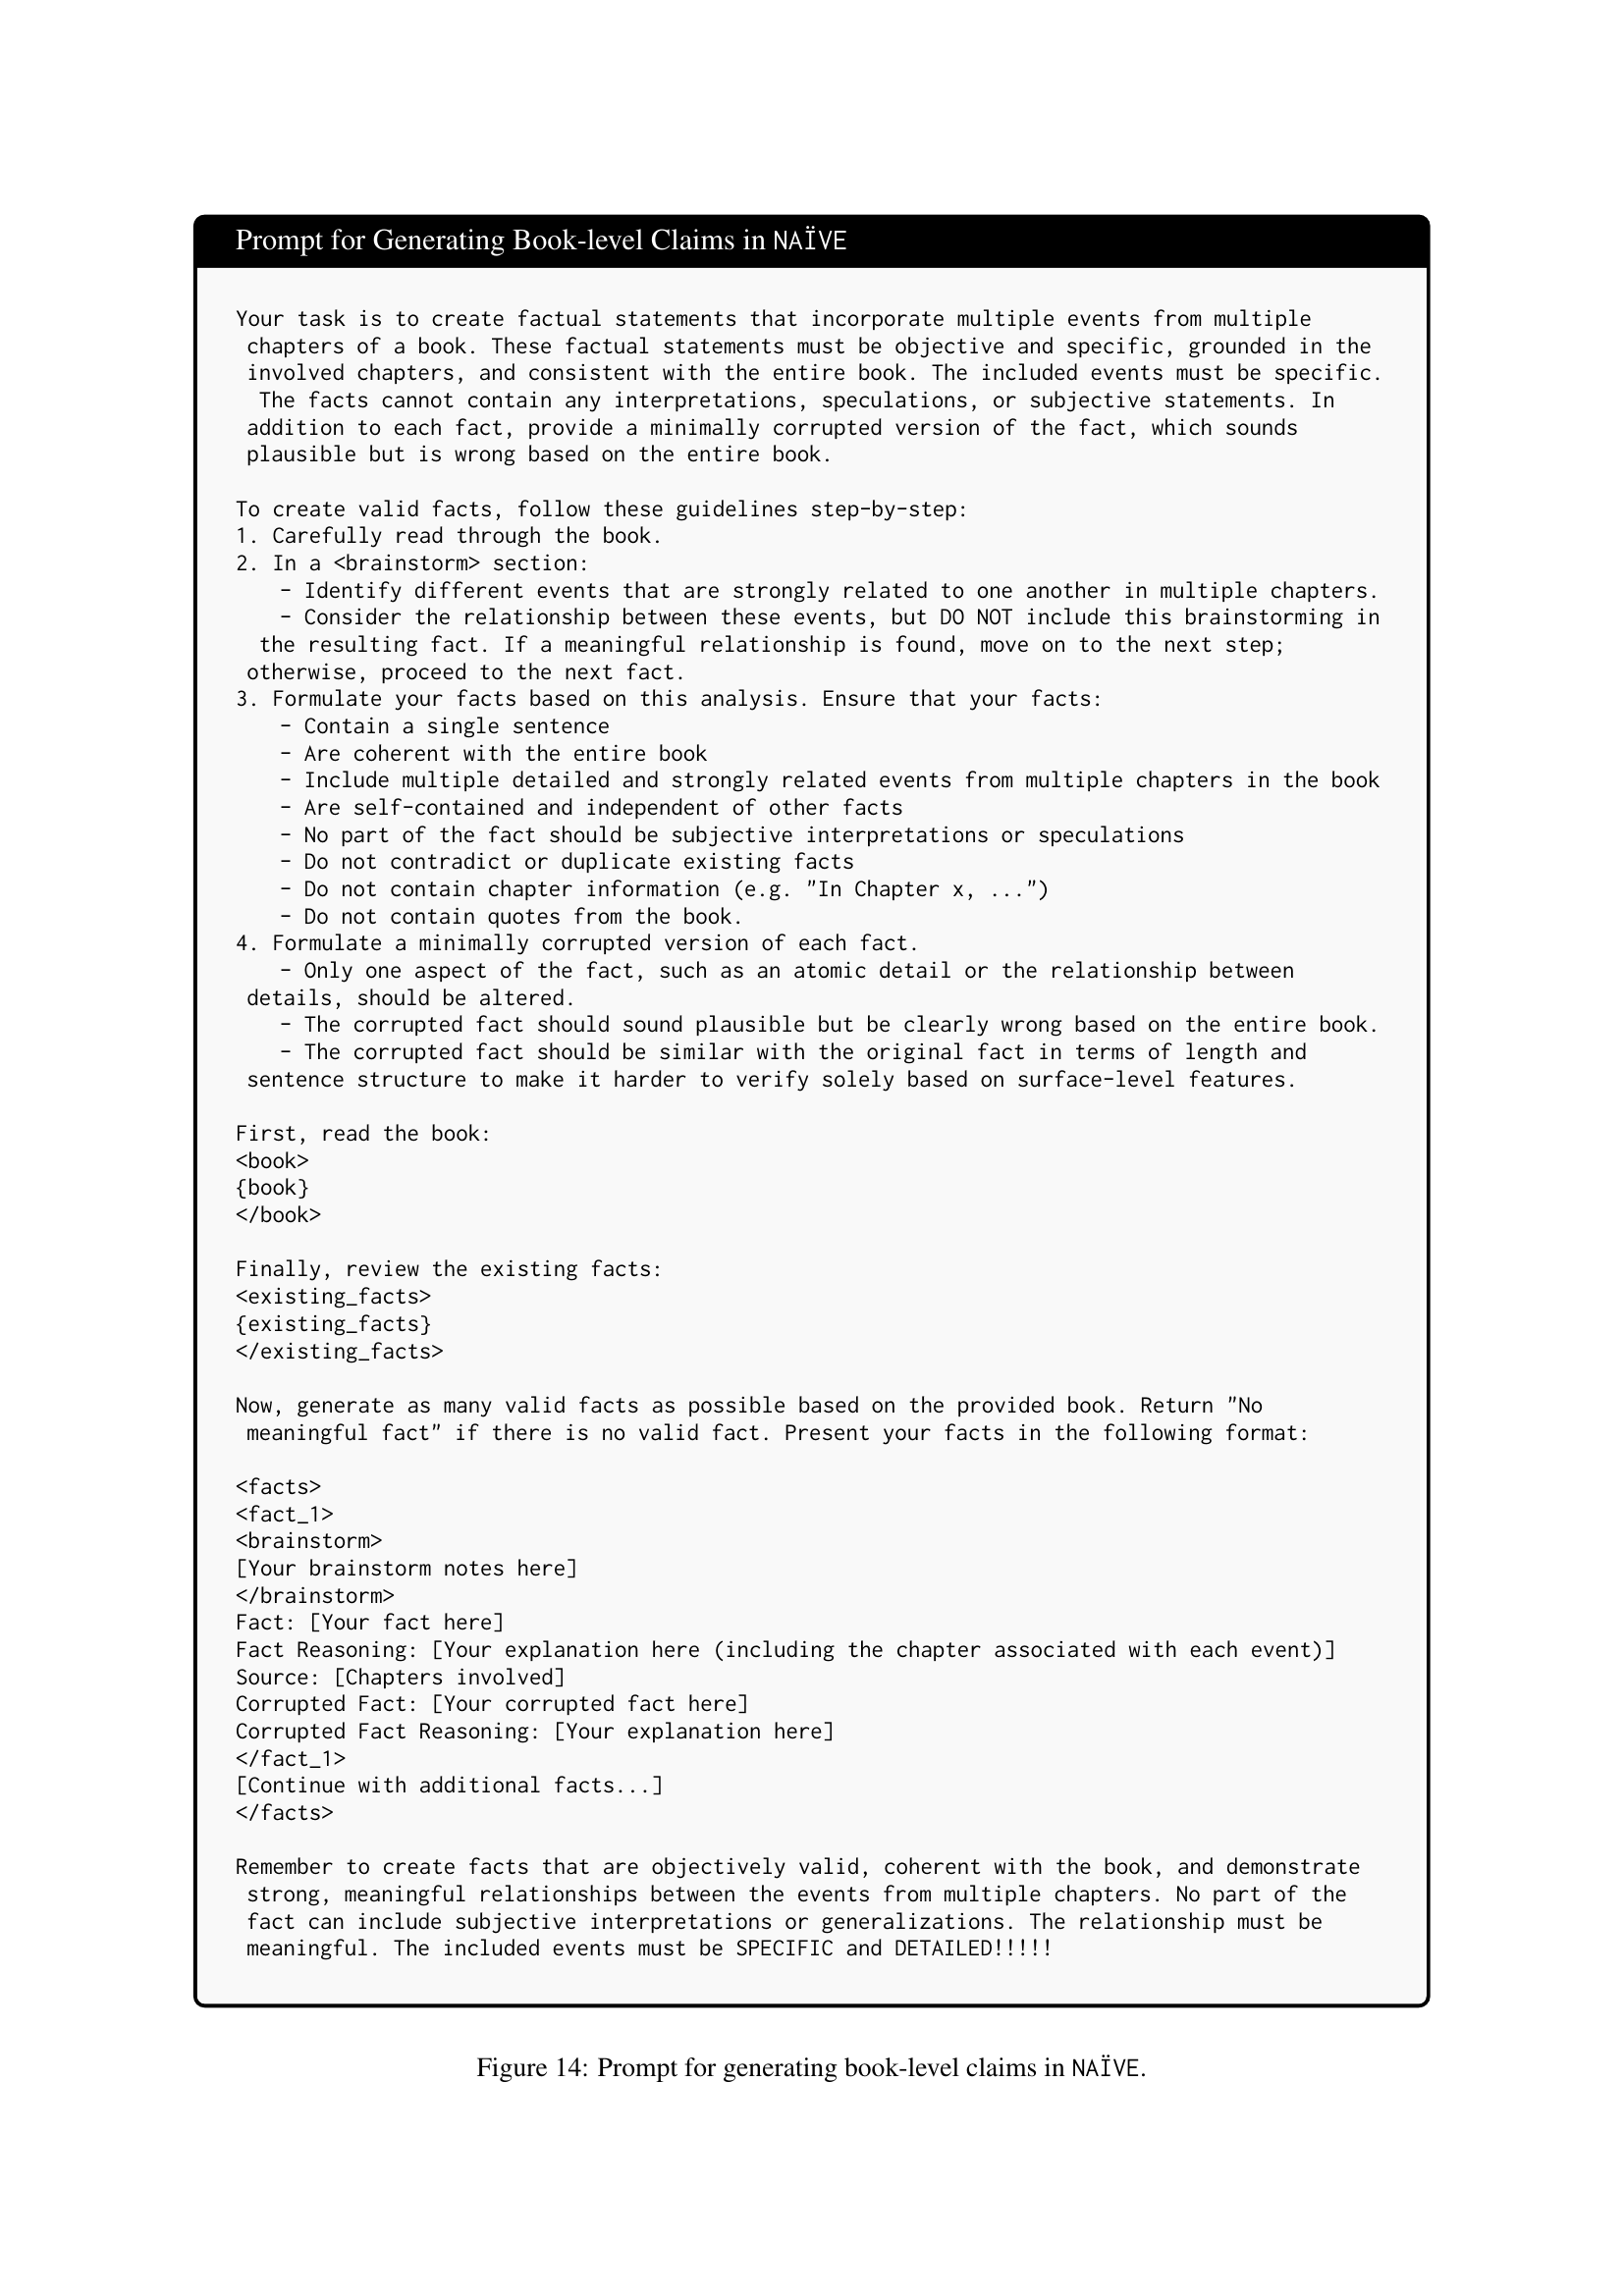 Prompt for Generating Book-level Claims in NAÏVE
Your task is to create factual statements that incorporate multiple events from multiple
chapters of a book. These factual statements must be objective and specific, grounded in the
involved chapters, and consistent with the entire book. The included events must be specific.
The facts cannot contain any interpretations, speculations, or subjective statements. In
addition to each fact, provide a minimally corrupted version of the fact, which sounds
plausible but is wrong based on the entire book.
To create valid facts, follow these guidelines step-by-step:
1. Carefully read through the book.
2. In a <brainstorm> section:
- Identify different events that are strongly related to one another in multiple chapters.
- Consider the relationship between these events, but DO NOT include this brainstorming in
the resulting fact. If a meaningful relationship is found, move on to the next step;
otherwise, proceed to the next fact.
3. Formulate your facts based on this analysis. Ensure that your facts:
- Contain a single sentence
- Are coherent with the entire book
- Include multiple detailed and strongly related events from multiple chapters in the book
- Are self-contained and independent of other facts
- No part of the fact should be subjective interpretations or speculations
- Do not contradict or duplicate existing facts
- Do not contain chapter information (e.g. "In Chapter x, ...")
- Do not contain quotes from the book.
4. Formulate a minimally corrupted version of each fact.
- Only one aspect of the fact, such as an atomic detail or the relationship between
details, should be altered.
- The corrupted fact should sound plausible but be clearly wrong based on the entire book.
- The corrupted fact should be similar with the original fact in terms of length and
sentence structure to make it harder to verify solely based on surface-level features.
First, read the book:
<book>
{book}
</book>
Finally, review the existing facts:
<existing_facts>
{existing_facts}
</existing_facts>
Now, generate as many valid facts as possible based on the provided book. Return "No
meaningful fact" if there is no valid fact. Present your facts in the following format:
<facts>
<fact_1>
<brainstorm>
[Your brainstorm notes here]
</brainstorm>
Fact: [Your fact here]
Fact Reasoning: [Your explanation here (including the chapter associated with each event)]
Source: [Chapters involved]
Corrupted Fact: [Your corrupted fact here]
Corrupted Fact Reasoning: [Your explanation here]
</fact_1>
[Continue with additional facts...]
</facts>
Remember to create facts that are objectively valid, coherent with the book, and demonstrate
strong, meaningful relationships between the events from multiple chapters. No part of the
fact can include subjective interpretations or generalizations. The relationship must be
meaningful. The included events must be SPECIFIC and DETAILED!!!!!
Figure 14: Prompt for generating book-level claims in NAÏVE.